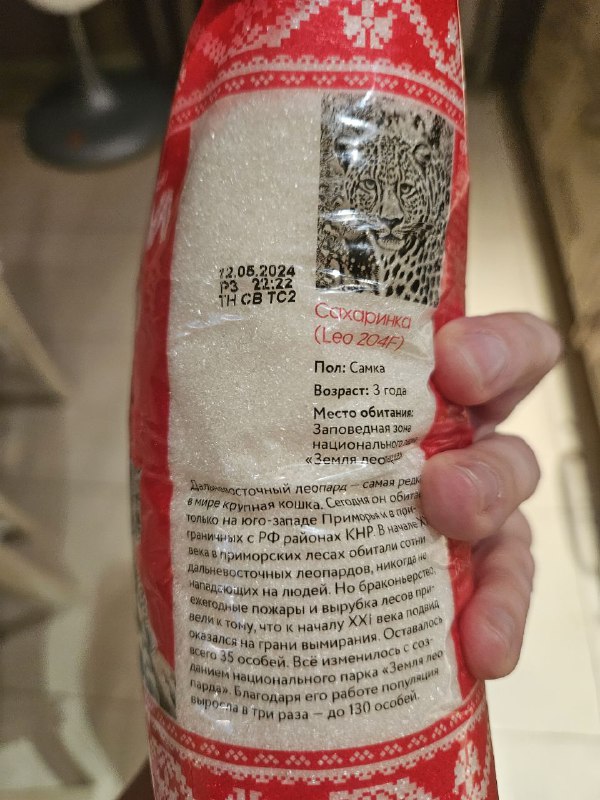 Й
12.05.2024
РЗ 22:22
ТН СВ ТС2
Сахаринка
(Leo 204F)
Пол: Самка
Возраст: 3 года
Место обитания:
Заповедная зона
национального
«Земля
Дальневосточный леопард – самая
в мире крупная кошка. Сегодня он
только на юго-западе Приморья и в при-
граничных с РФ районах КНР. В начале
века в приморских лесах обитали сотни
дальневосточных леопардов, никогда не
нападающих на людей. Но браконьерство,
ежегодные пожары и вырубка лесов при-
вели к тому, что к началу XXI века подвид
оказался на грани вымирания. Оставалось
всего 35 особей. Всё изменилось с соз-
данием национального парка «Земля лео
парда». Благодаря его работе популяция
выросла в три раза – до 130 особей.